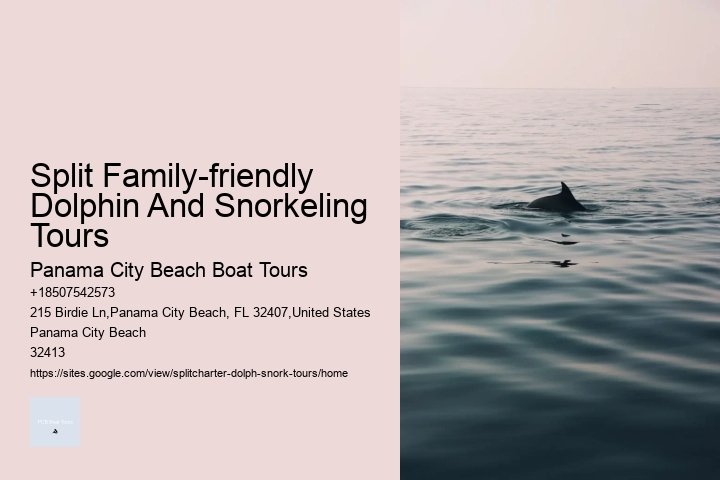 Split Family-friendly
Dolphin And Snorkeling
Tours
Panama City Beach Boat Tours
+18507542573
215 Birdie Ln,Panama City Beach, FL 32407,United States
Panama City Beach
32413
https://sites.google.com/view/splitcharter-dolph-snork-tours/home